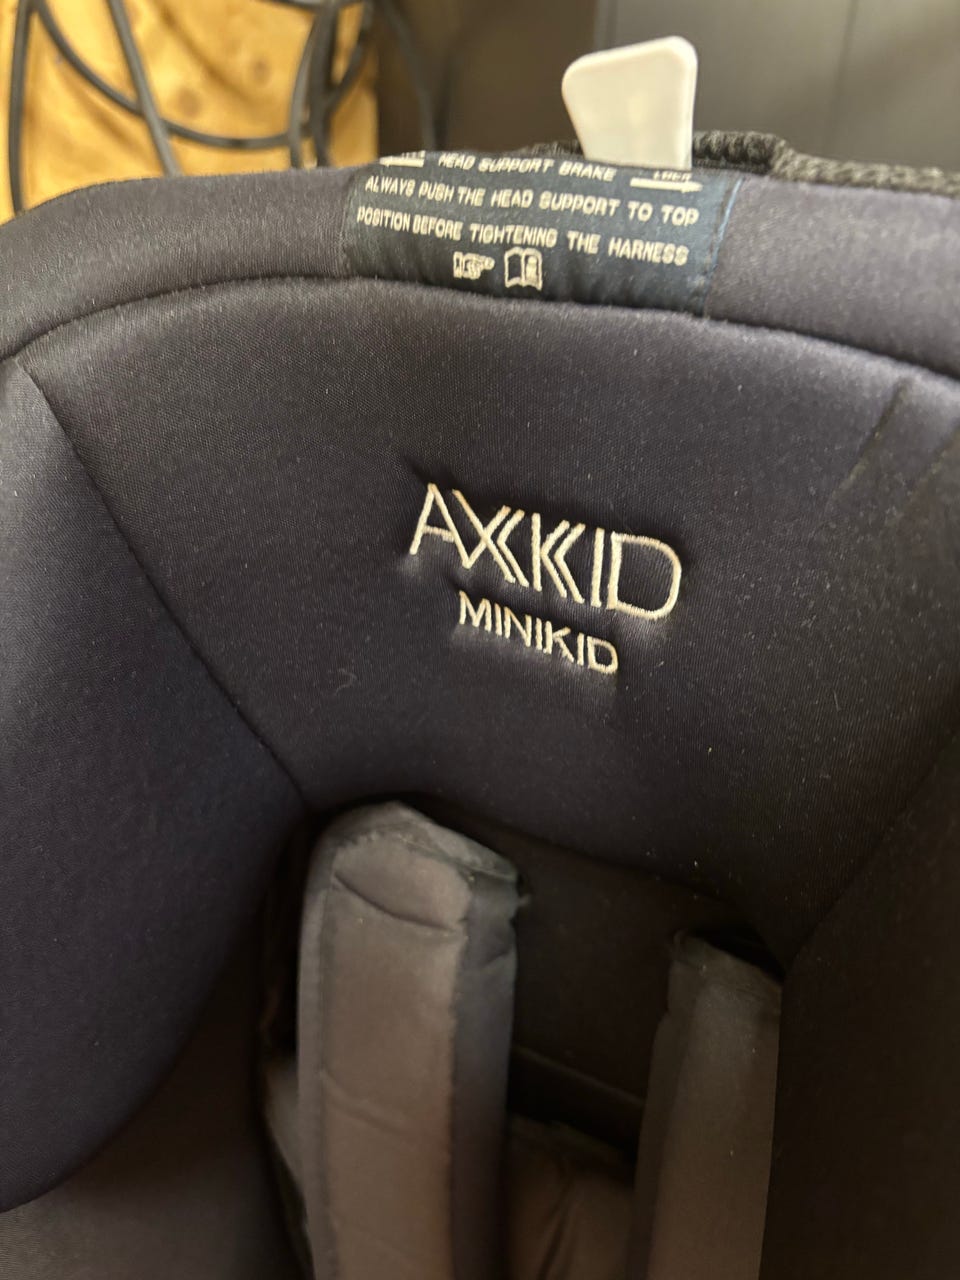 HEAD SUPPORT BRAKE
ALWAYS PUSH THE HEAD SUPPORT TO TOP
POSITION BEFORE TIGHTENING THE HARNESS
AXKID
MINIKID